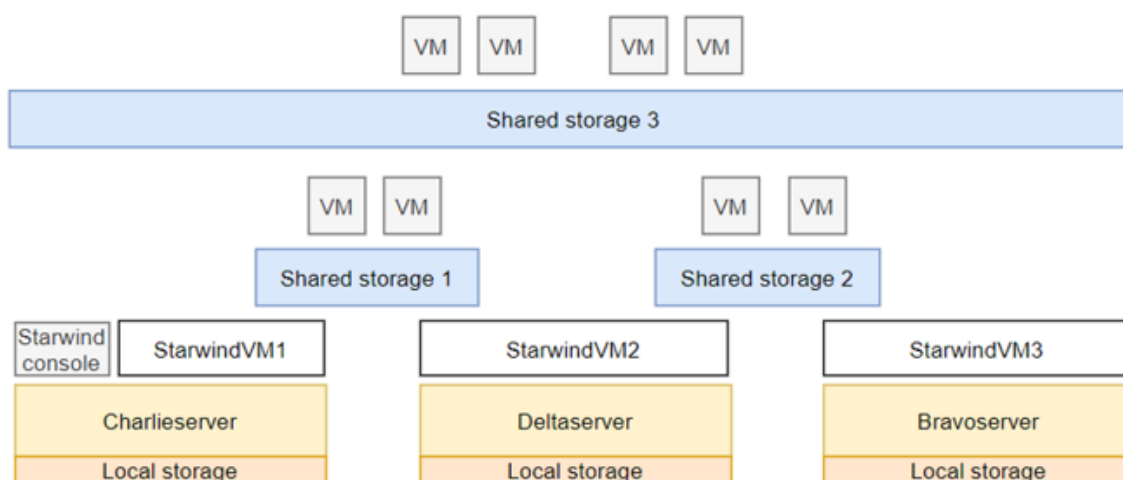 VM VM VM VM
Shared storage 3
VM VM VM VM
Shared storage 1 Shared storage 2
Starwind
console
StarwindVM1 StarwindVM2 StarwindVM3
Charlieserver Deltaserver Bravoserver
Local storage Local storage Local storage